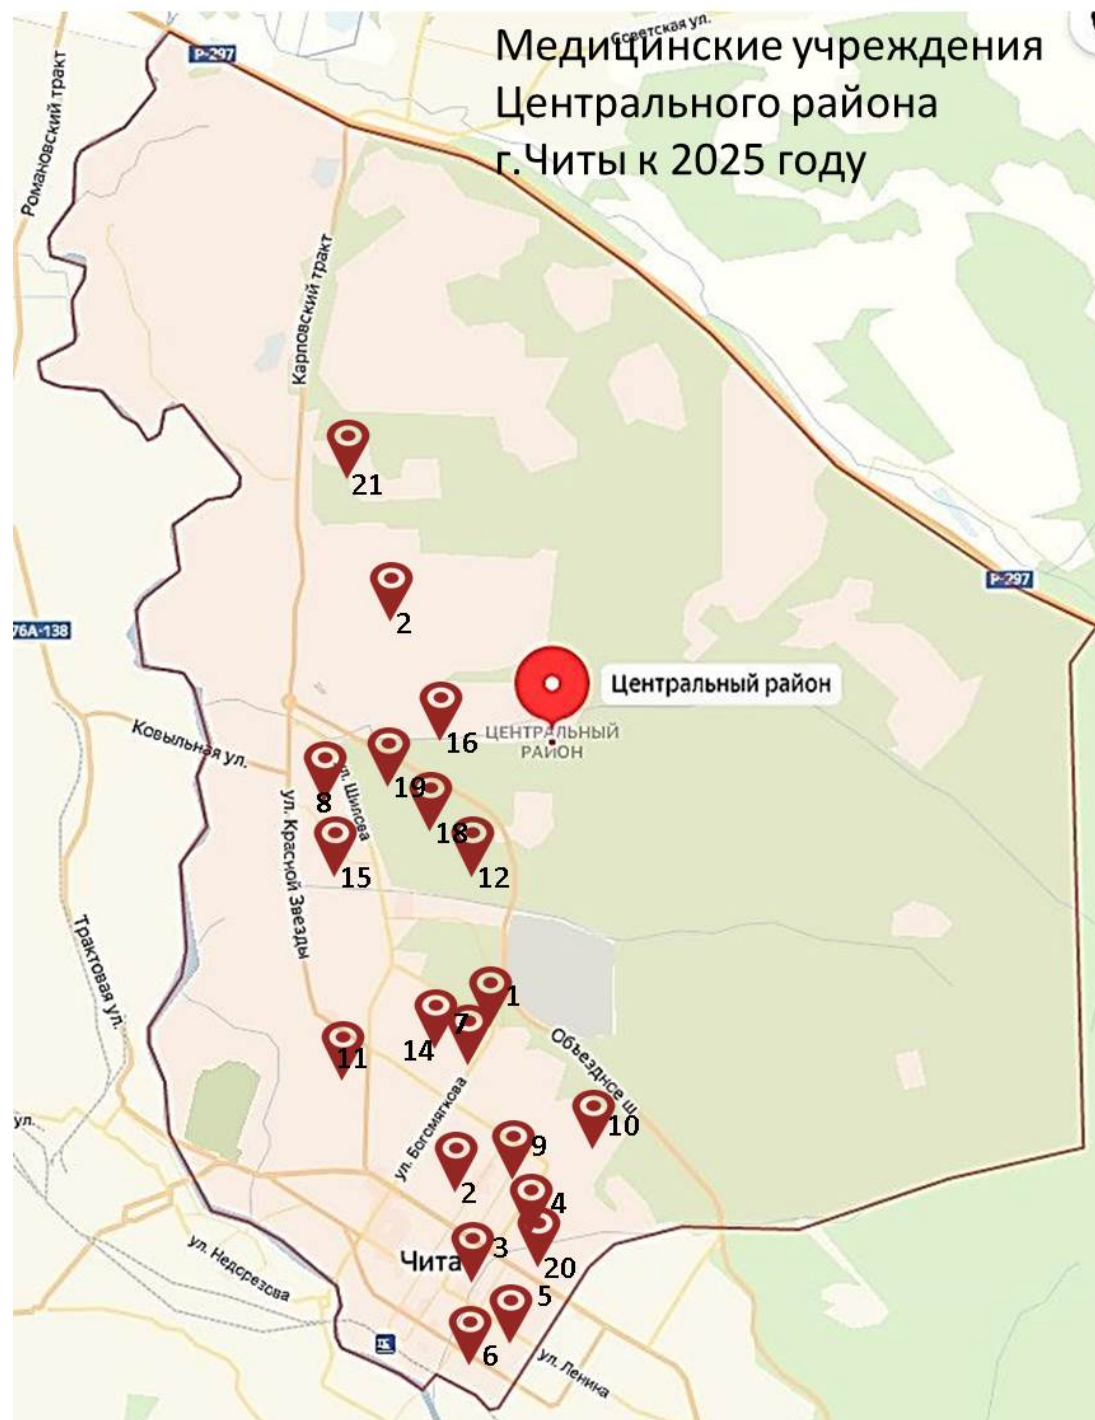 Советская ул.
Медицинские учреждения
Центрального района
г.Читы к 2025 году
Р-297
Романовский тракт
Карповский тракт
21
Р-297
2
76А-138
Центральный район
ЦЕНТРАЛЬНЫЙ
РАЙОН
16
Ковыльная ул.
19
8
ул. Шилова
18
15
12
ул. Красной Звезды
Трактовая ул.
1
7
14
11
Объездное ш.
10
ул.
ул. Богомягкова
9
2
4
3
Чита
20
ул. Недорезова
5
6
ул. Ленина